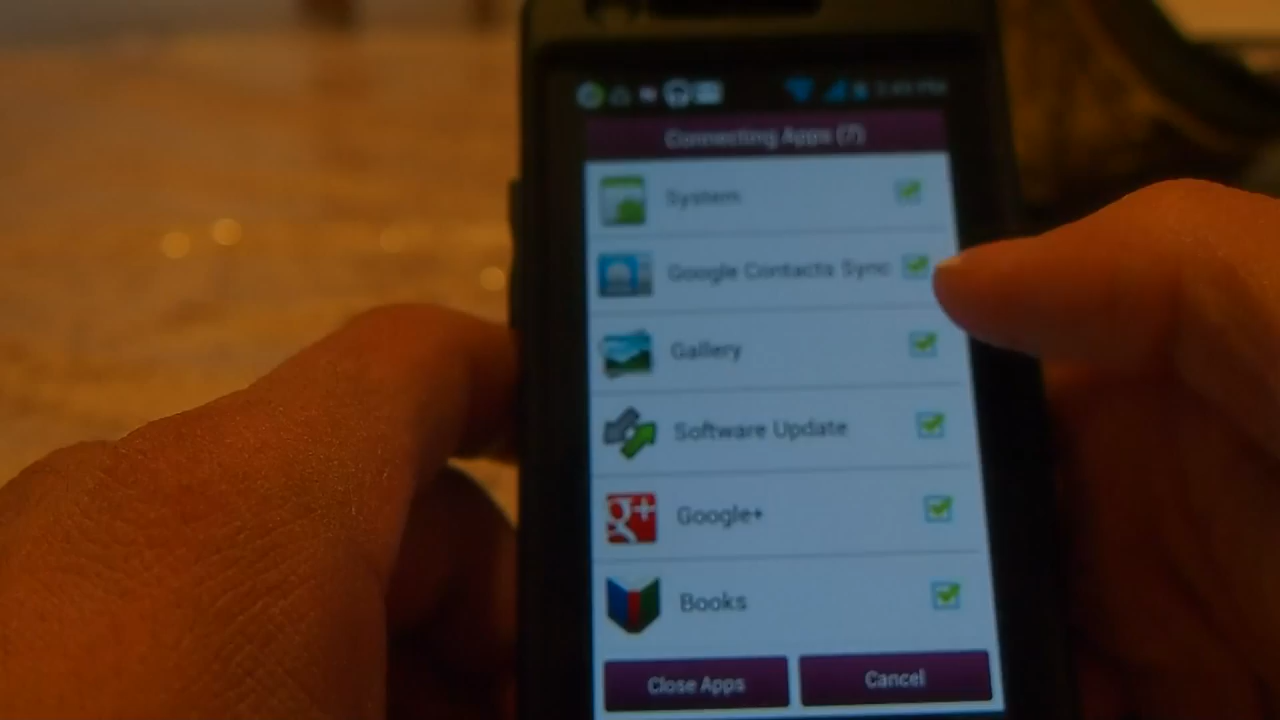 Connecting Apps (7)
System
Google Contacts Sync
Gallery
Software Update
g+
Google+
Books
Close Apps
Cancel